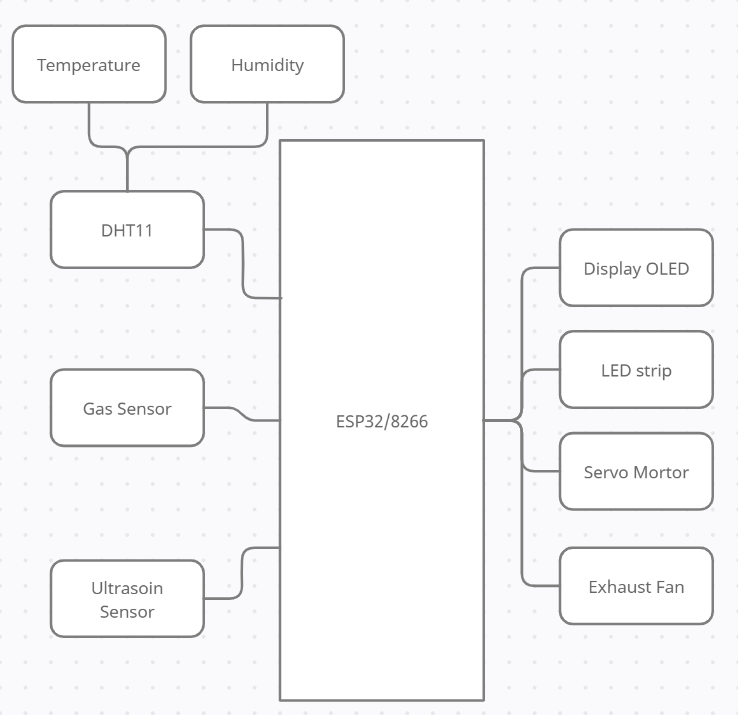 Temperature
Humidity
DHT11
Display OLED
LED strip
Gas Sensor
ESP32/8266
Servo Mortor
Ultrasoin
Sensor
Exhaust Fan